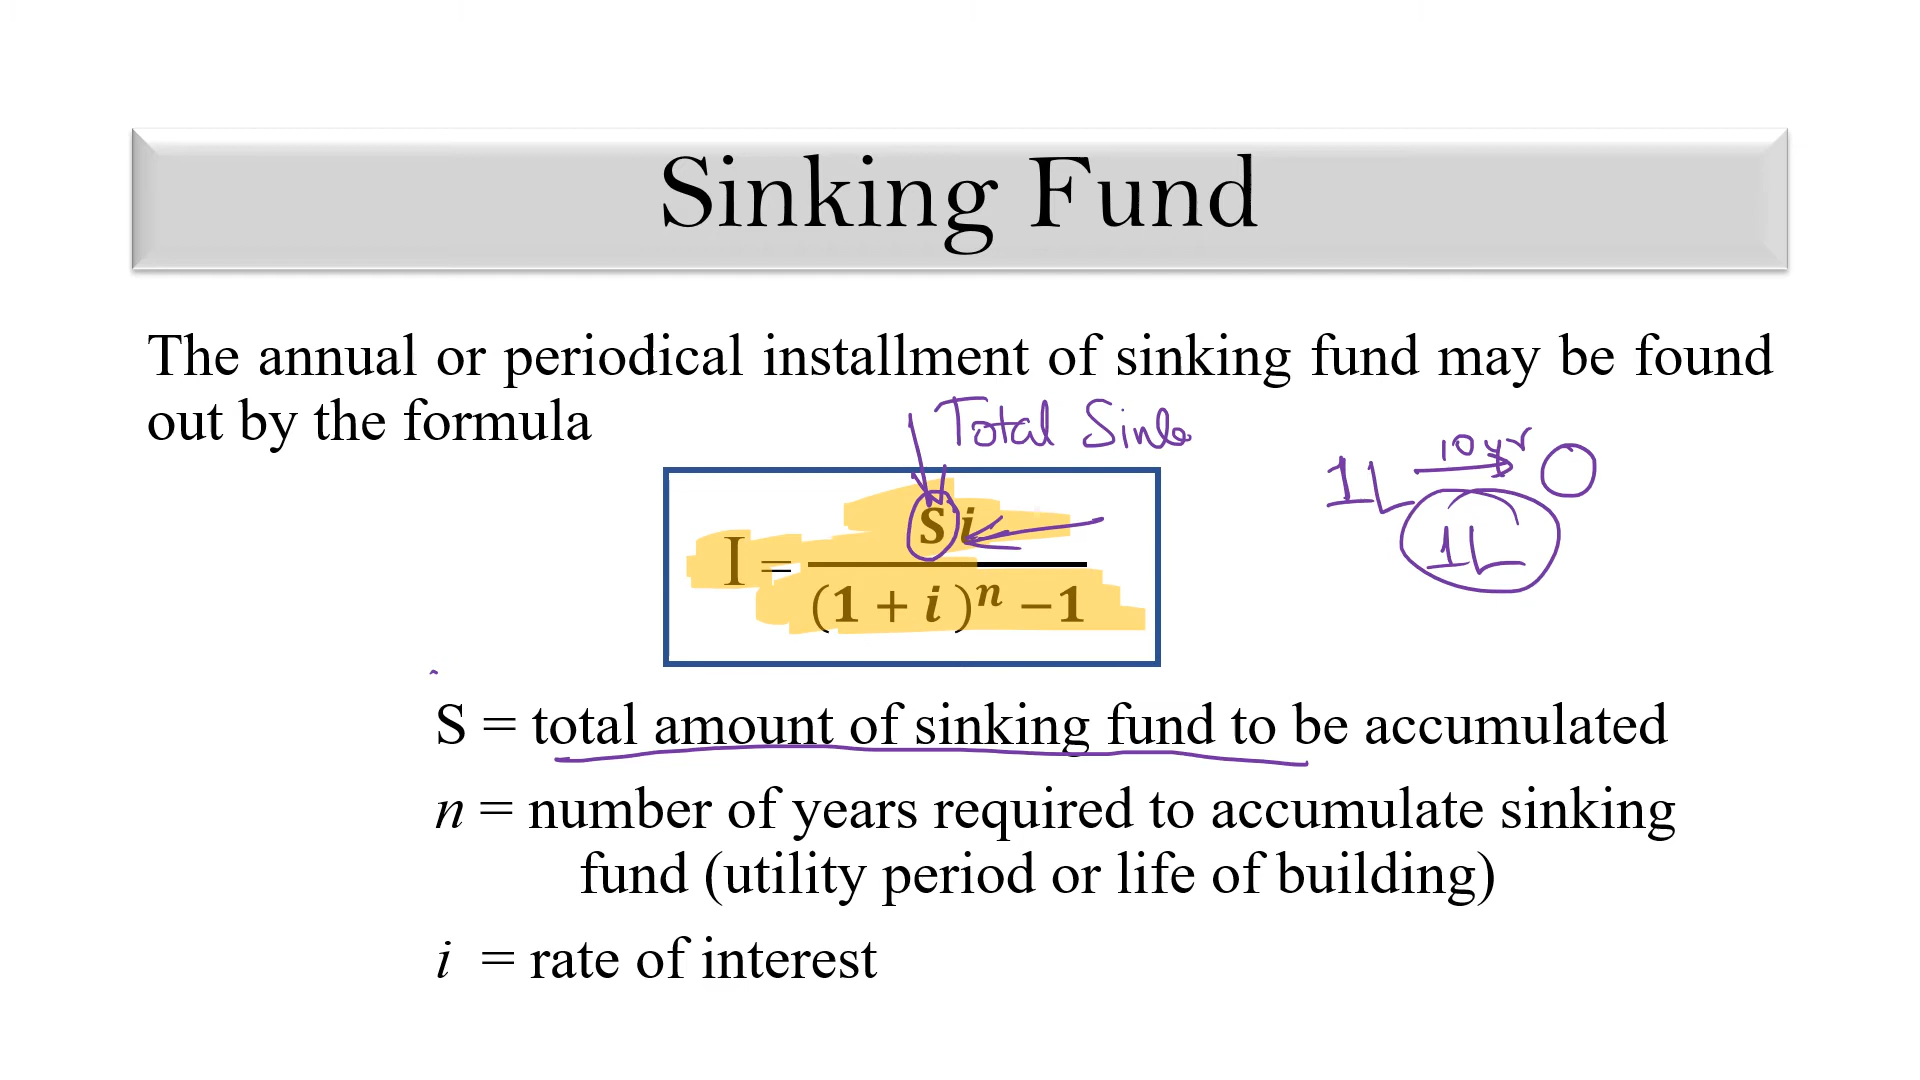 Sinking Fund
The annual or periodical installment of sinking fund may be found
out by the formula
Total Sink
10 yr
1L → 0
1L
I = S i / (1 + i )ⁿ −1
S = total amount of sinking fund to be accumulated
n = number of years required to accumulate sinking
fund (utility period or life of building)
i = rate of interest